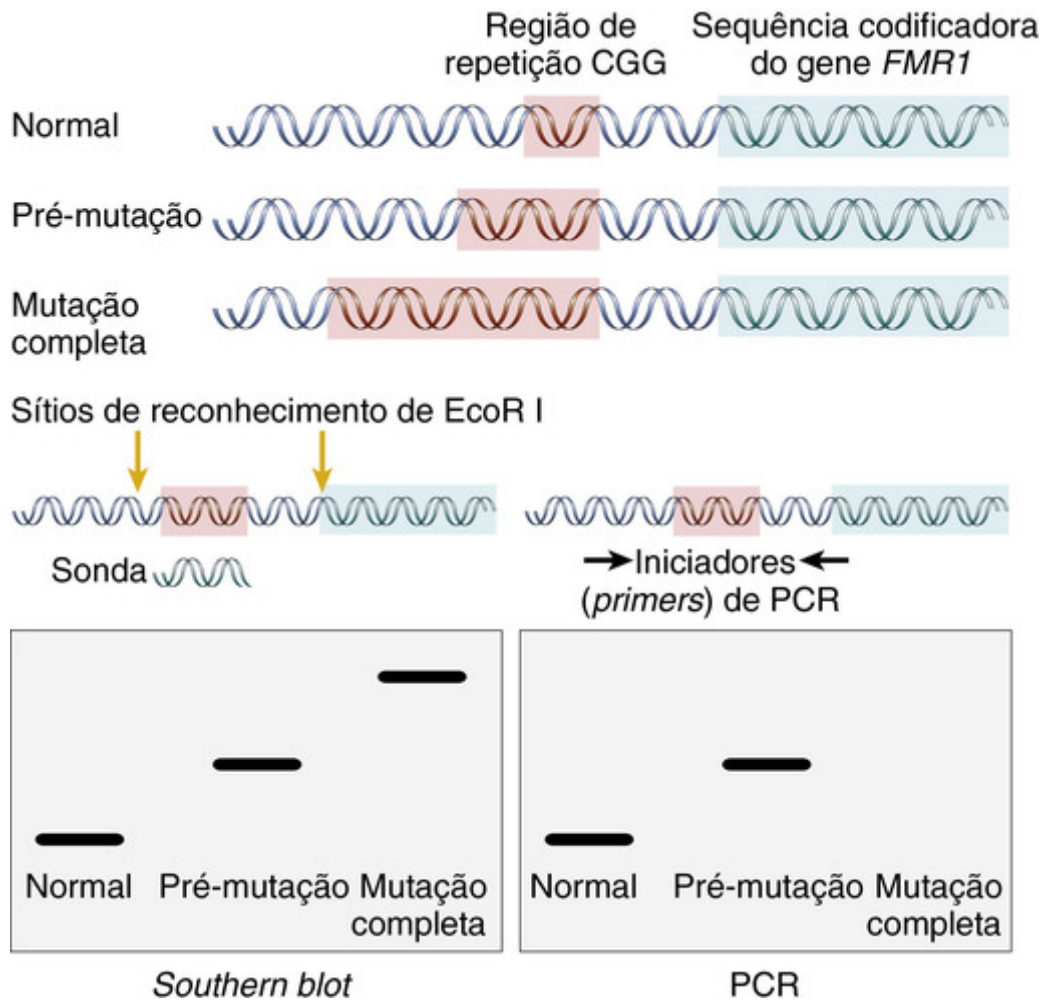 Região de
repetição CGG
Sequência codificadora
do gene FMR1
Normal
Pré-mutação
Mutação
completa
Sítios de reconhecimento de EcoR I
Sonda
Iniciadores
(primers) de PCR
Normal
Pré-mutação
Mutação
completa
Southern blot
Normal
Pré-mutação
Mutação
completa
PCR